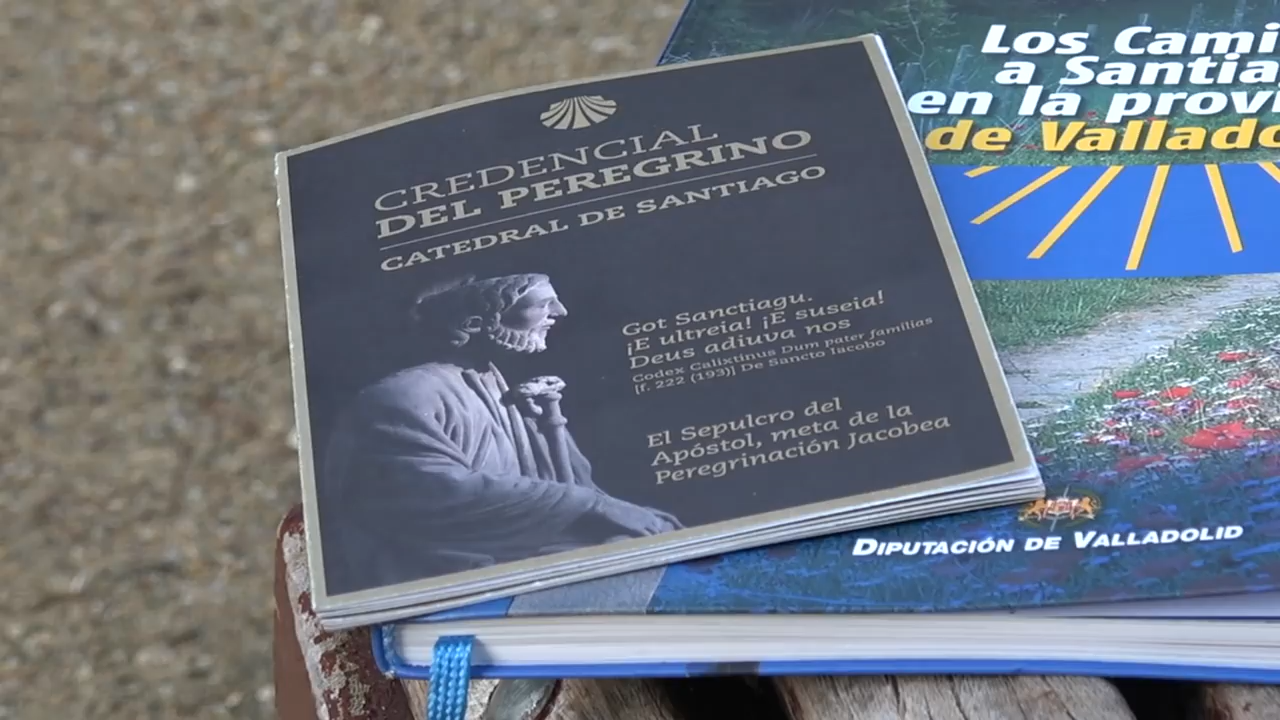 CREDENCIAL
DEL PEREGRINO
CATEDRAL DE SANTIAGO
Got Sanctiagu.
¡E ultreia! ¡E suseia!
Deus adiuva nos
Codex Calixtinus Dum pater familias
[f. 222 (193)] De Sancto Iacobo
El Sepulcro del
Apóstol, meta de la
Peregrinación Jacobea
Los Cami
a Santia
en la provi
de Vallado
DIPUTACIÓN DE VALLADOLID